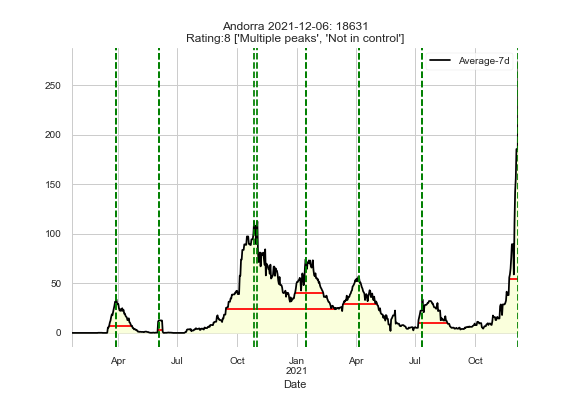 Andorra 2021-12-06: 18631
Rating:8 ['Multiple peaks', 'Not in control']
Average-7d
250
200
150
100
50
0
Apr
Jul
Oct
Jan
2021
Apr
Jul
Oct
Date